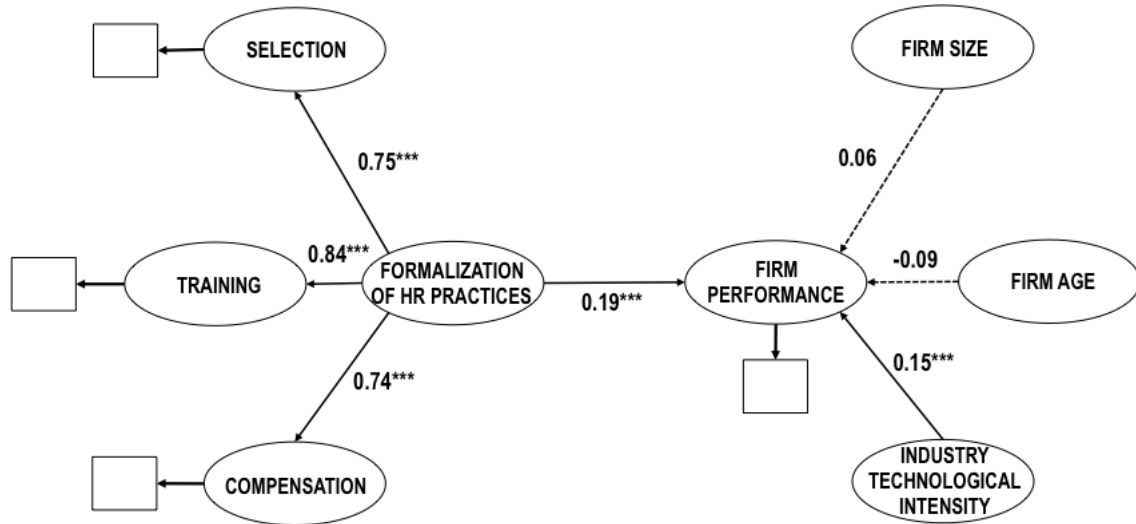 SELECTION
FIRM SIZE
0.75***
0.06
0.84***
TRAINING
FORMALIZATION
OF HR PRACTICES
0.19***
FIRM
PERFORMANCE
-0.09
FIRM AGE
0.74***
0.15***
COMPENSATION
INDUSTRY
TECHNOLOGICAL
INTENSITY